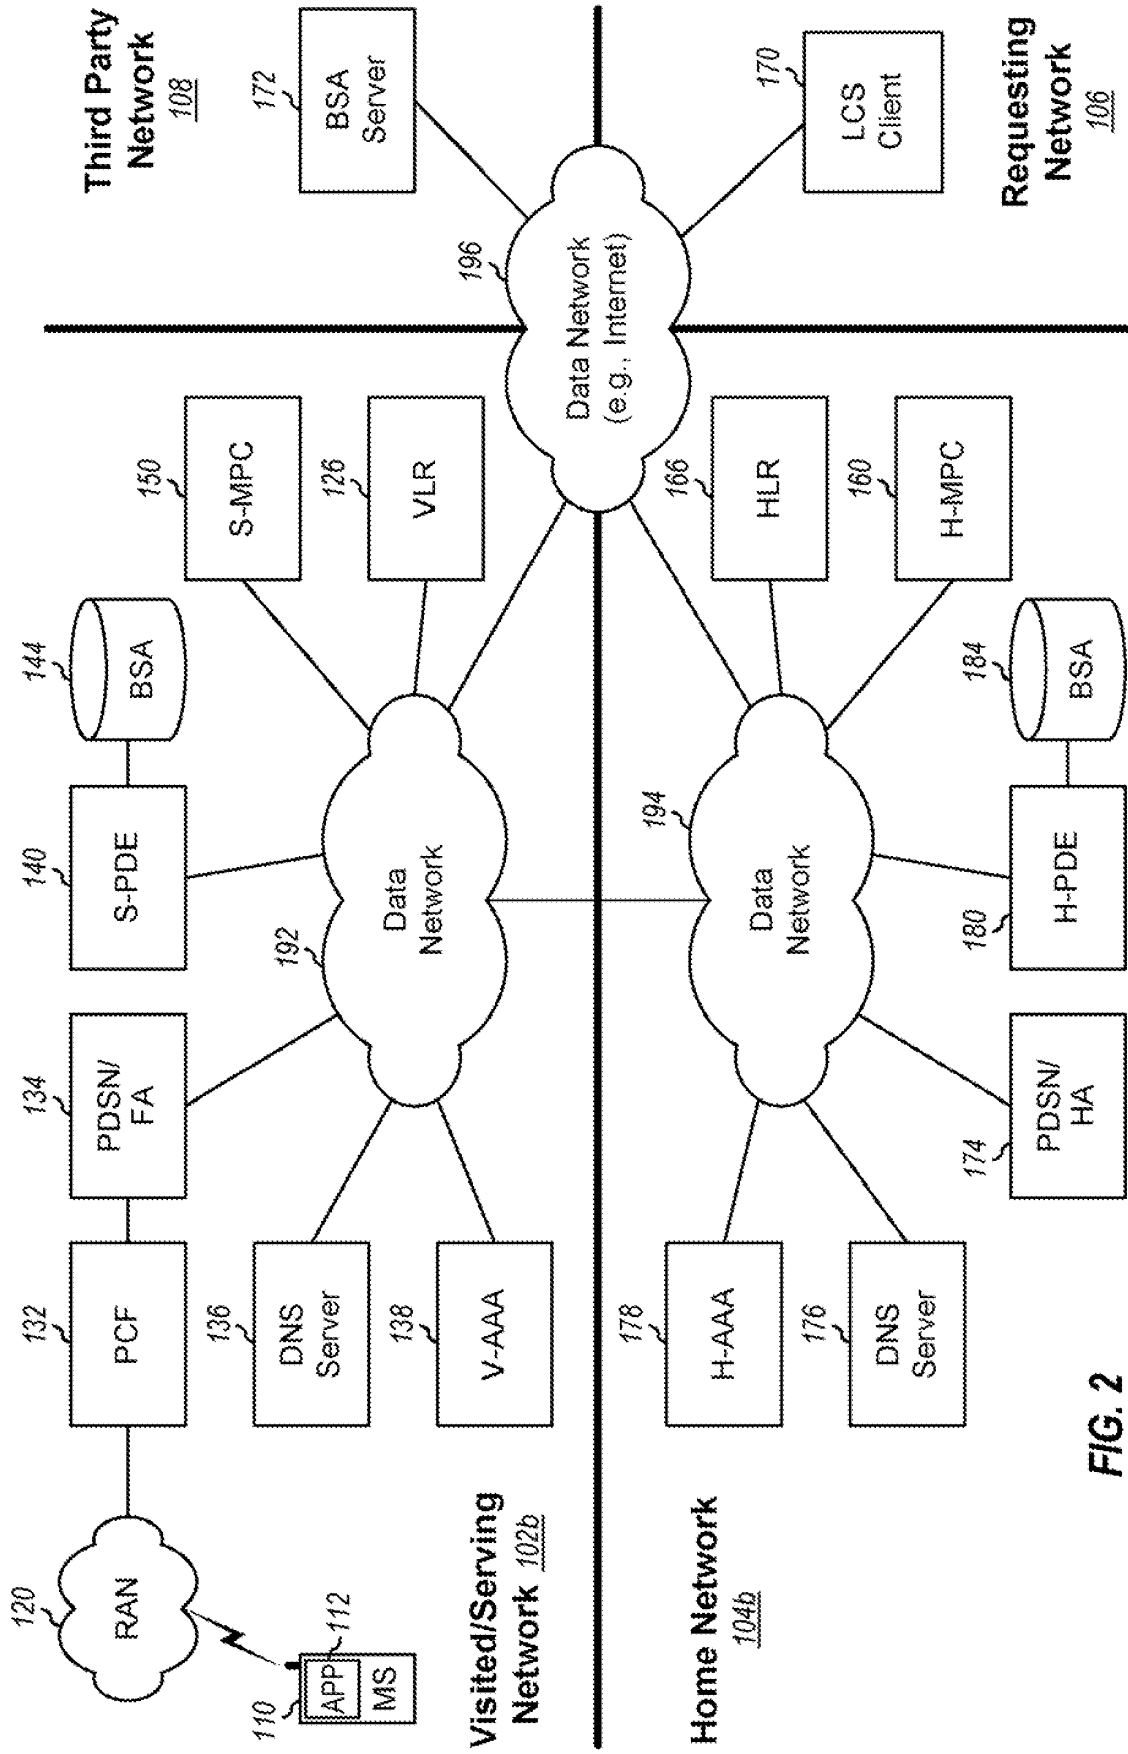 120
RAN
132
PCF
134
PDSN/
FA
140
S-PDE
144
BSA
150
S-MPC
Third Party
Network
108
172
BSA
Server
110
APP
112
MS
136
DNS
Server
138
V-AAA
192
Data
Network
126
VLR
196
Data Network
(e.g., Internet)
Visited/Serving
Network 102b
Home Network
104b
178
H-AAA
176
DNS
Server
194
Data
Network
166
HLR
160
H-MPC
174
PDSN/
HA
180
H-PDE
184
BSA
170
LCS
Client
Requesting
Network
106
FIG. 2